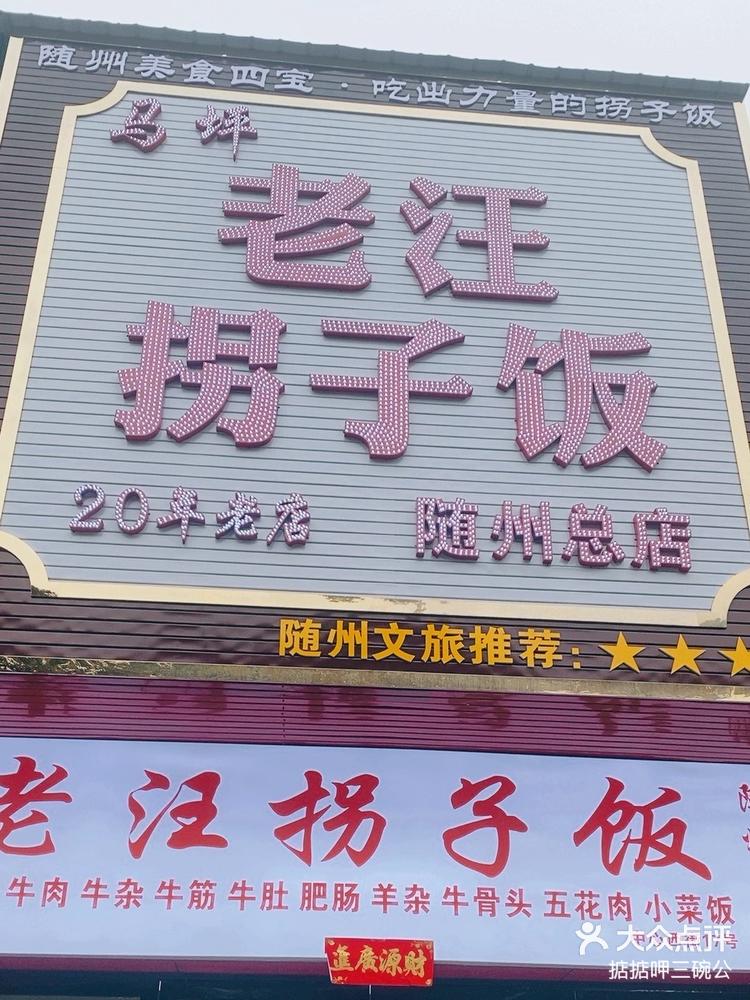 随州美食四宝·吃出力量的拐子饭
马坪
老汪
拐子饭
20年老店 随州总店
随州文旅推荐:★★★
老汪拐子饭
牛肉 牛杂 牛筋 牛肚 肥肠 羊杂 牛骨头 五花肉 小菜饭
進廣源财
大众点评
掂掂呷三碗公